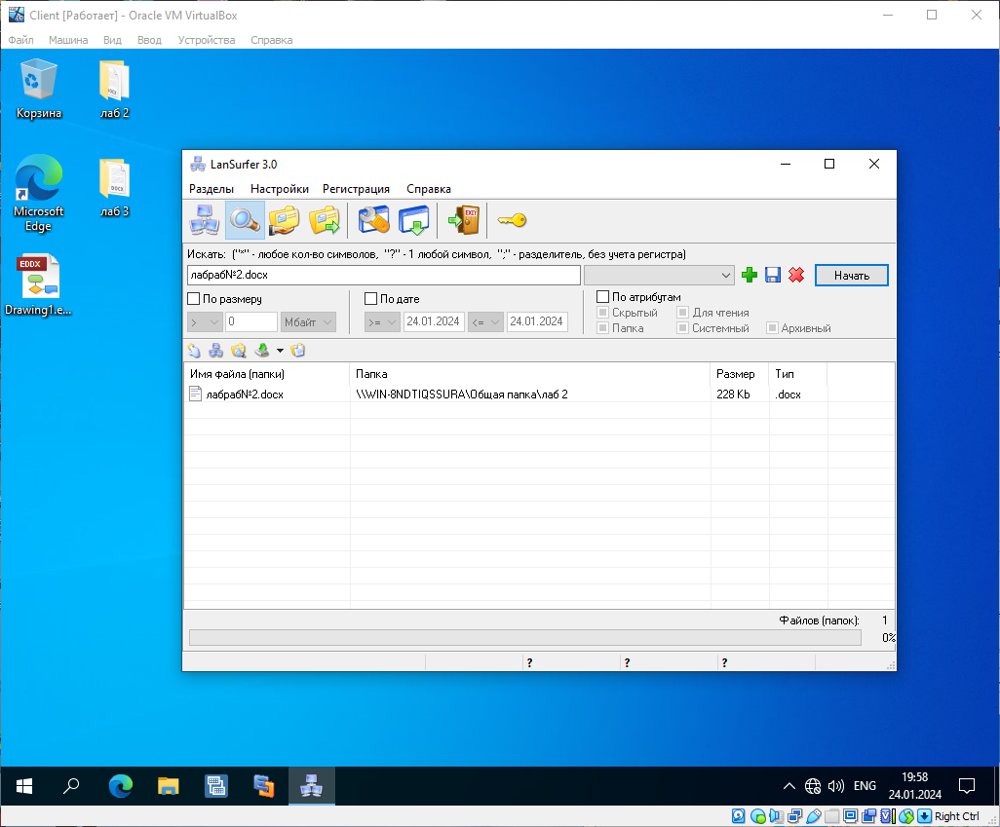 Client [Работает] - Oracle VM VirtualBox
Файл Машина Вид Ввод Устройства Справка
Корзина
лаб 2
Microsoft Edge
DOCX
лаб 3
EDDX
Drawing1.e...
LanSurfer 3.0
Разделы Настройки Регистрация Справка
EXIT
Искать: ("*" - любое кол-во символов, "?" - 1 любой символ, ";" - разделитель, без учета регистра)
лабраб№2.docx
Начать
По размеру По дате По атрибутам
Скрытый Для чтения
> 0 Мбайт >= 24.01.2024 <= 24.01.2024
Папка Системный Архивный
Имя файла (папки) Папка Размер Тип
лабраб№2.docx \\WIN-8NDTIQSSURA\Общая папка\лаб 2 228 Kb .docx
Файлов (папок): 1
0%
? ? ?
ENG
19:58
24.01.2024
Right Ctrl